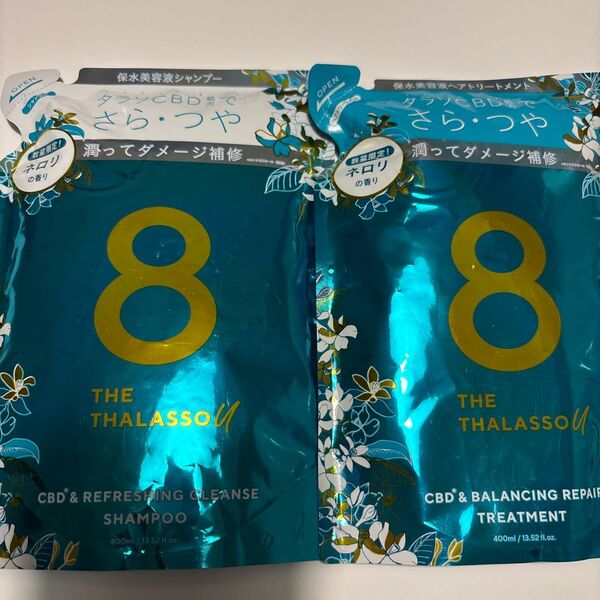 保水美容液シャンプー
OPEN
シャンプー
タラソCBD*配合で
さら・つや
潤ってダメージ補修
数量限定!
ネロリ
の香り
8
THE
THALASSO u
CBD* & REFRESHING CLEANSE
SHAMPOO
400ml / 13.52 fl.oz.
保水美容液ヘアトリートメント
OPEN
タラソCBD*配合で
さら・つや
潤ってダメージ補修
数量限定!
ネロリ
の香り
8
THE
THALASSO u
CBD* & BALANCING REPAIR
TREATMENT
400ml / 13.52 fl.oz.